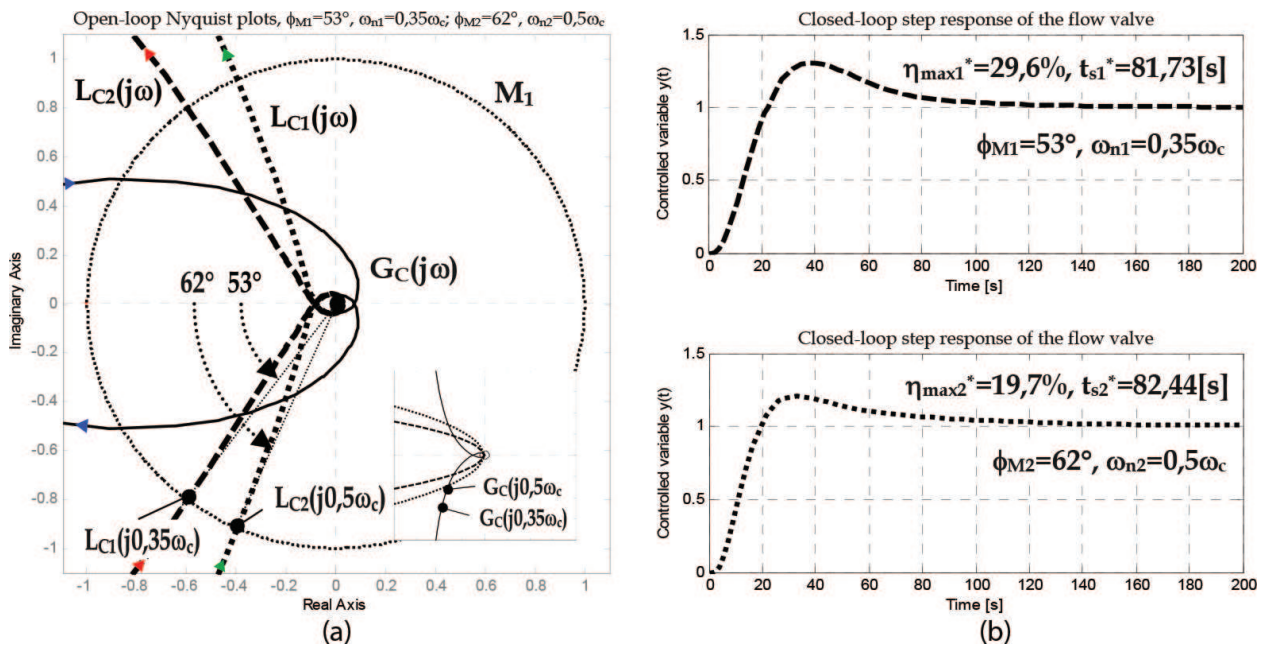 Open-loop Nyquist plots, ϕM1=53°, ωn1=0,35ωc; ϕM2=62°, ωn2=0,5ωc
Imaginary Axis
1
0.8
0.6
0.4
0.2
0
-0.2
-0.4
-0.6
-0.8
-1
LC2(jω)
LC1(jω)
M1
GC(jω)
62°
53°
LC2(j0,5ωc)
LC1(j0,35ωc)
GC(j0,5ωc
GC(j0,35ωc)
-1
-0.8
-0.6
-0.4
-0.2
0
0.2
0.4
0.6
0.8
1
Real Axis
(a)
Closed-loop step response of the flow valve
Controlled variable y(t)
1.5
1
0.5
0
ηmax1*=29,6%, ts1*=81,73[s]
ϕM1=53°, ωn1=0,35ωc
0 20 40 60 80 100 120 140 160 180 200
Time [s]
Closed-loop step response of the flow valve
Controlled variable y(t)
1.5
1
0.5
0
ηmax2*=19,7%, ts2*=82,44[s]
ϕM2=62°, ωn2=0,5ωc
0 20 40 60 80 100 120 140 160 180 200
Time [s]
(b)